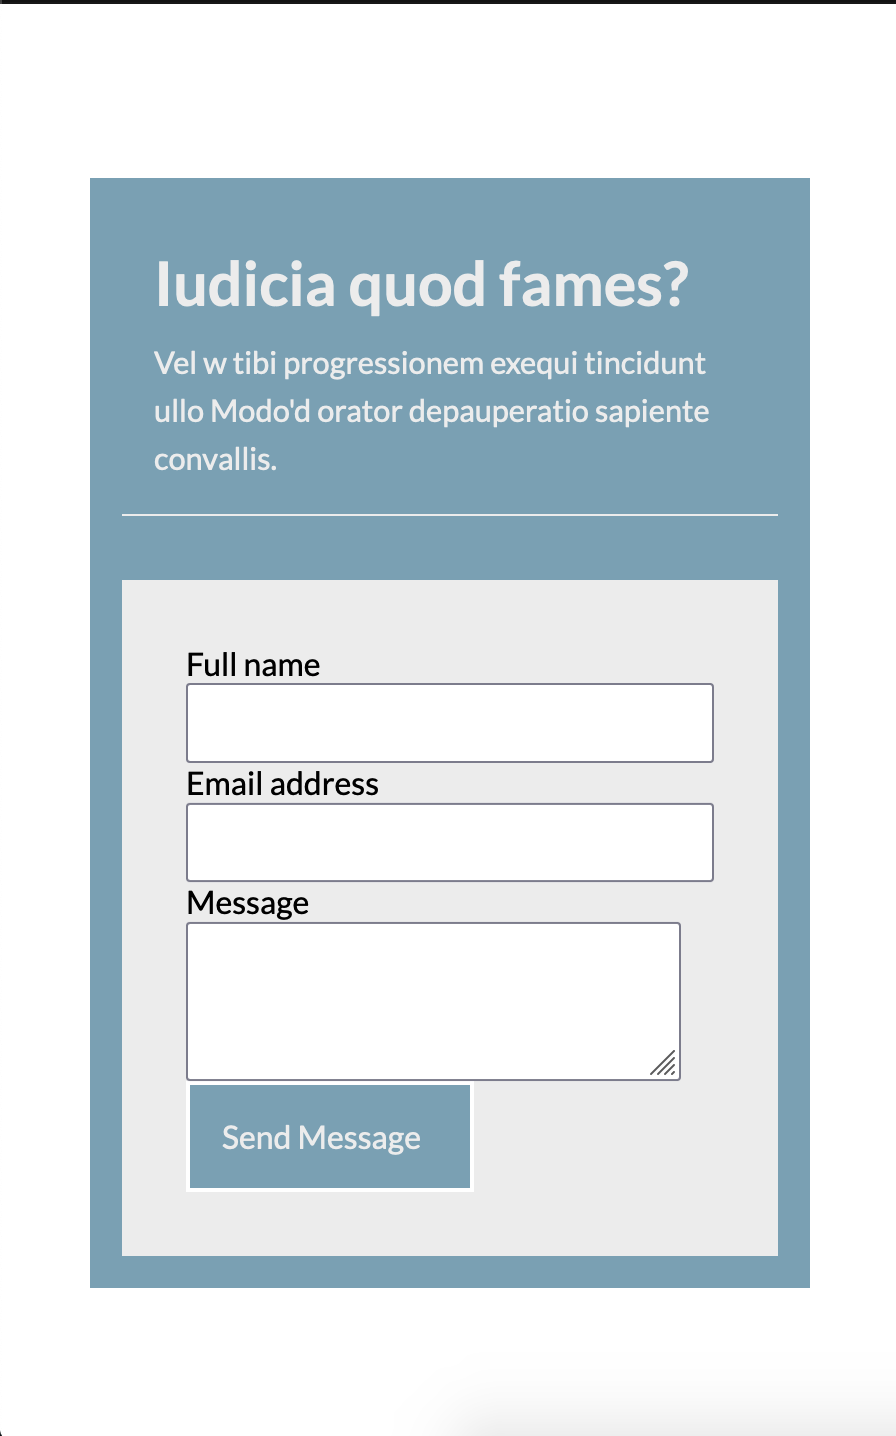 Iudicia quod fames?
Vel w tibi progressionem exequi tincidunt
ullo Modo'd orator depauperatio sapiente
convallis.
Full name
Email address
Message
Send Message